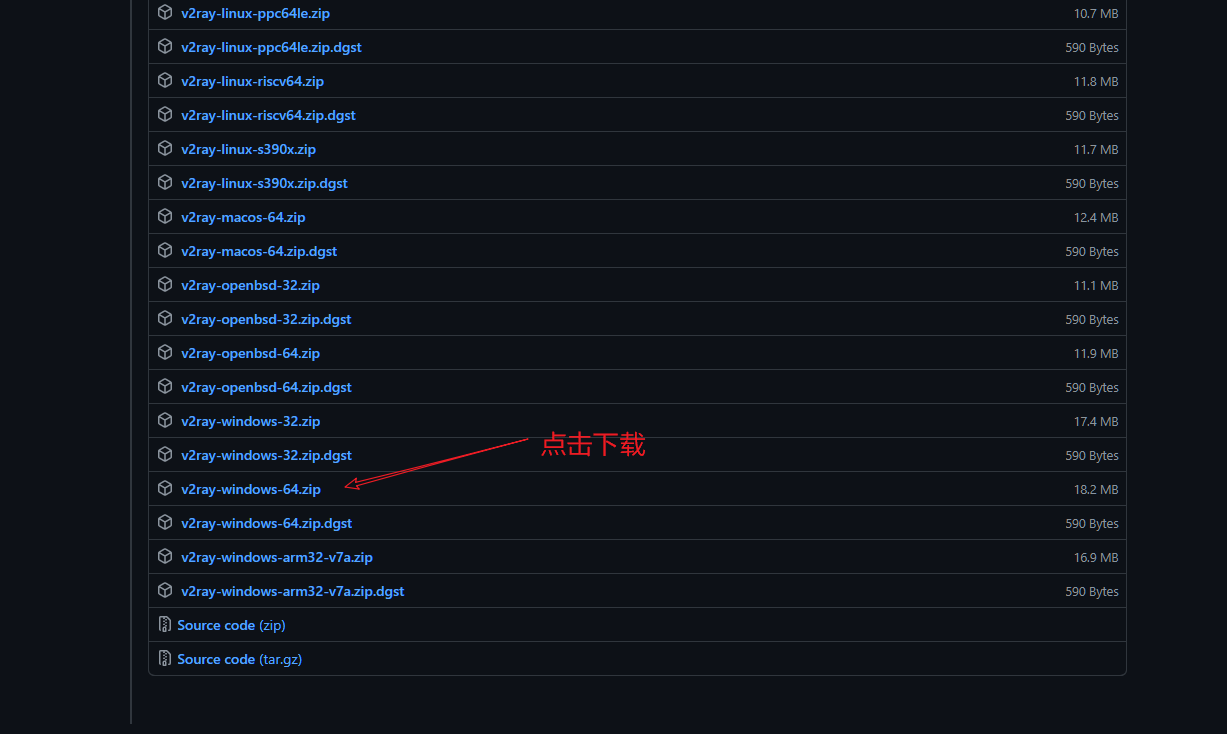 v2ray-linux-ppc64le.zip 10.7 MB
v2ray-linux-ppc64le.zip.dgst 590 Bytes
v2ray-linux-riscv64.zip 11.8 MB
v2ray-linux-riscv64.zip.dgst 590 Bytes
v2ray-linux-s390x.zip 11.7 MB
v2ray-linux-s390x.zip.dgst 590 Bytes
v2ray-macos-64.zip 12.4 MB
v2ray-macos-64.zip.dgst 590 Bytes
v2ray-openbsd-32.zip 11.1 MB
v2ray-openbsd-32.zip.dgst 590 Bytes
v2ray-openbsd-64.zip 11.9 MB
v2ray-openbsd-64.zip.dgst 590 Bytes
v2ray-windows-32.zip 17.4 MB
点击下载
v2ray-windows-32.zip.dgst 590 Bytes
v2ray-windows-64.zip 18.2 MB
v2ray-windows-64.zip.dgst 590 Bytes
v2ray-windows-arm32-v7a.zip 16.9 MB
v2ray-windows-arm32-v7a.zip.dgst 590 Bytes
Source code (zip)
Source code (tar.gz)